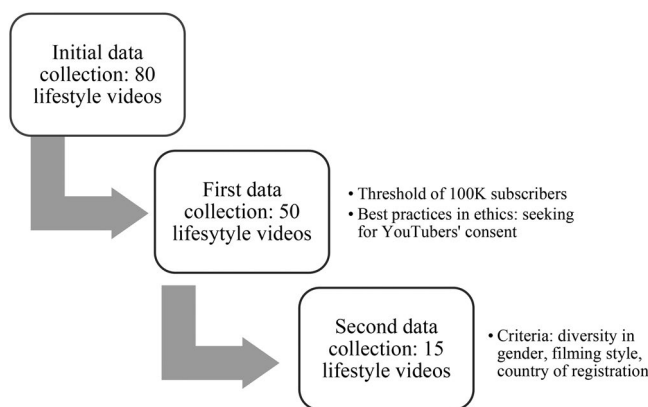 Initial data
collection: 80
lifestyle videos
First data
collection: 50
lifesytyle videos
• Threshold of 100K subscribers
• Best practices in ethics: seeking
for YouTubers' consent
Second data
collection: 15
lifestyle videos
• Criteria: diversity in
gender, filming style,
country of registration